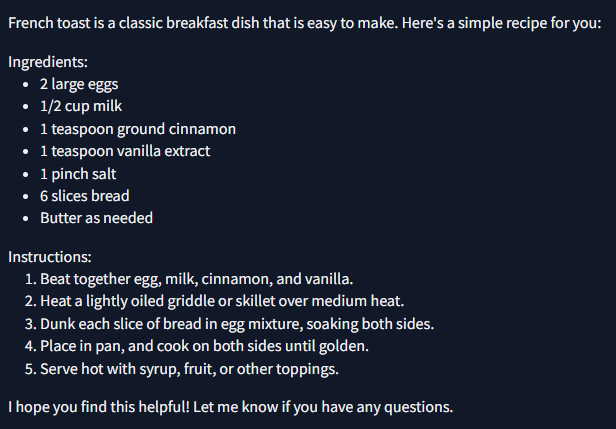 French toast is a classic breakfast dish that is easy to make. Here's a simple recipe for you:
Ingredients:
• 2 large eggs
• 1/2 cup milk
• 1 teaspoon ground cinnamon
• 1 teaspoon vanilla extract
• 1 pinch salt
• 6 slices bread
• Butter as needed
Instructions:
1. Beat together egg, milk, cinnamon, and vanilla.
2. Heat a lightly oiled griddle or skillet over medium heat.
3. Dunk each slice of bread in egg mixture, soaking both sides.
4. Place in pan, and cook on both sides until golden.
5. Serve hot with syrup, fruit, or other toppings.
I hope you find this helpful! Let me know if you have any questions.